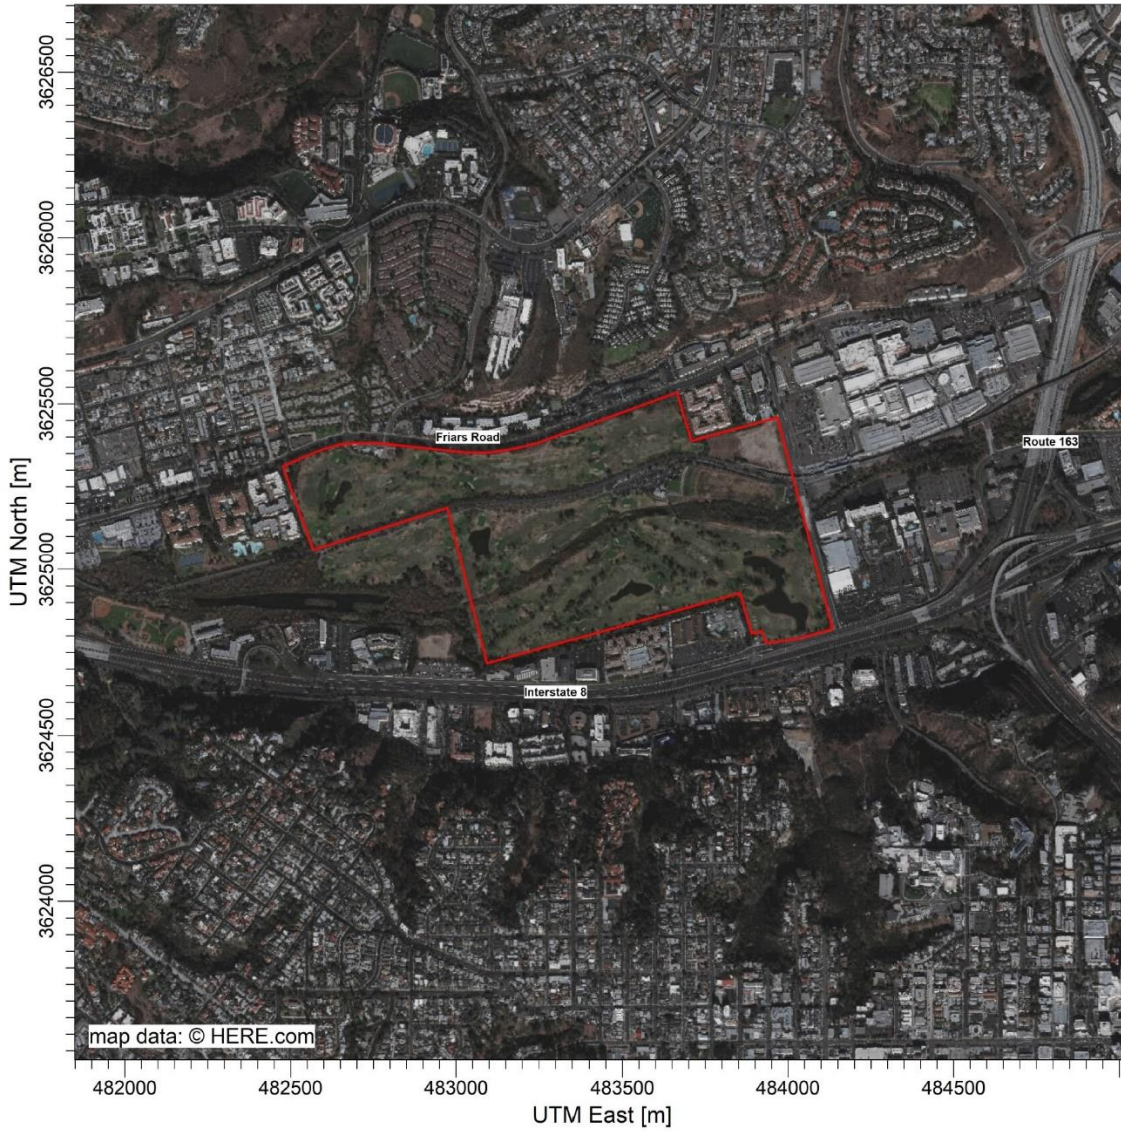 UTM North [m]
3626500
3626000
3625500
3625000
3624500
3624000
Friars Road
Route 163
Interstate 8
map data: © HERE.com
482000 482500 483000 483500 484000 484500
UTM East [m]